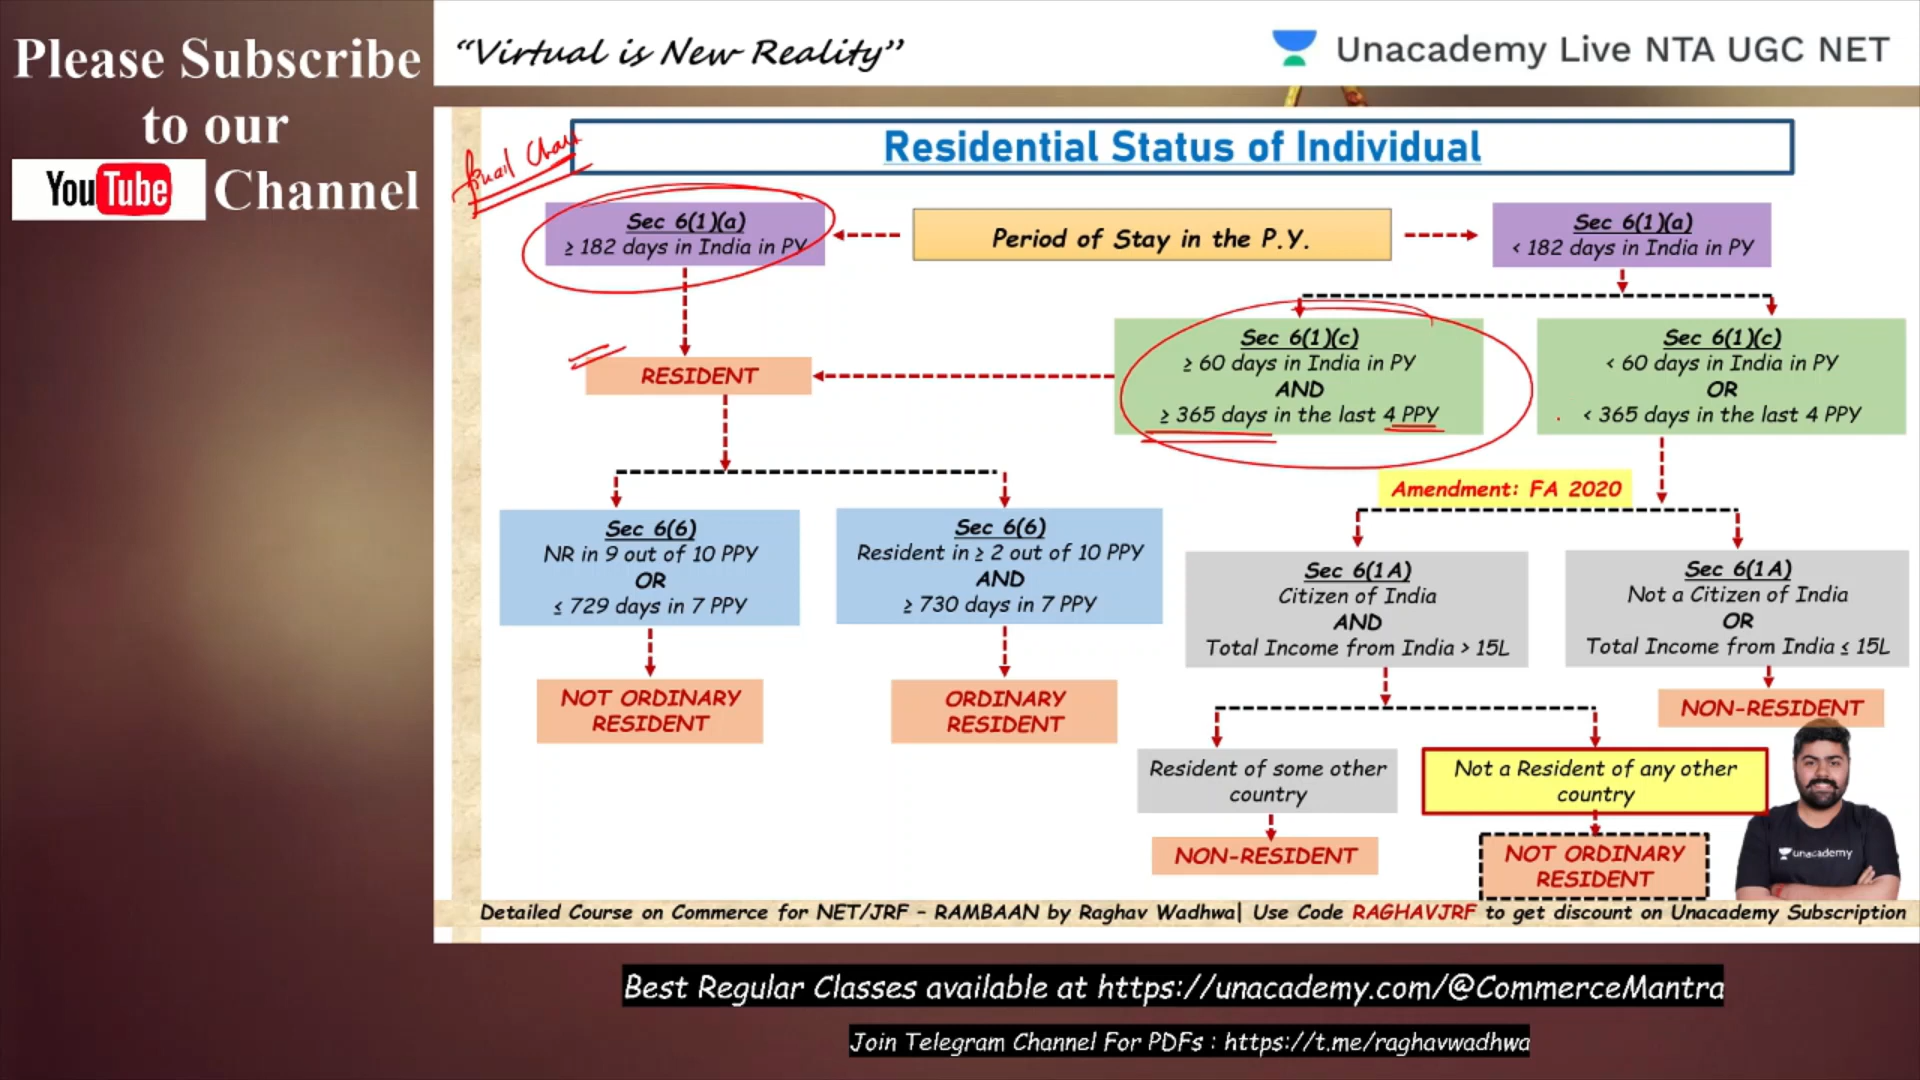 Please Subscribe
to our
YouTube Channel
“Virtual is New Reality”
Unacademy Live NTA UGC NET
Residential Status of Individual
Sec 6(1)(a)
≥ 182 days in India in PY
Period of Stay in the P.Y.
Sec 6(1)(a)
< 182 days in India in PY
Sec 6(1)(c)
≥ 60 days in India in PY
AND
≥ 365 days in the last 4 PPY
Sec 6(1)(c)
< 60 days in India in PY
OR
< 365 days in the last 4 PPY
RESIDENT
Amendment: FA 2020
Sec 6(6)
NR in 9 out of 10 PPY
OR
≤ 729 days in 7 PPY
Sec 6(6)
Resident in ≥ 2 out of 10 PPY
AND
≥ 730 days in 7 PPY
Sec 6(1A)
Citizen of India
AND
Total Income from India > 15L
Sec 6(1A)
Not a Citizen of India
OR
Total Income from India ≤ 15L
NOT ORDINARY
RESIDENT
ORDINARY
RESIDENT
NON-RESIDENT
Resident of some other
country
Not a Resident of any other
country
NON-RESIDENT
NOT ORDINARY
RESIDENT
unacademy
Detailed Course on Commerce for NET/JRF – RAMBAAN by Raghav Wadhwa| Use Code RAGHAVJRF to get discount on Unacademy Subscription
Best Regular Classes available at https://unacademy.com/@CommerceMantra
Join Telegram Channel For PDFs : https://t.me/raghavwadhwa